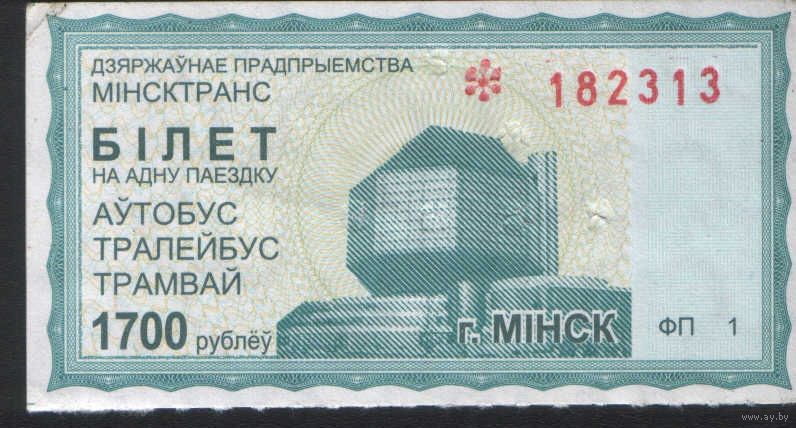 ДЗЯРЖАЎНАЕ ПРАДПРЫЕМСТВА
МІНСКТРАНС
182313
БІЛЕТ
НА АДНУ ПАЕЗДКУ
АЎТОБУС
ТРАЛЕЙБУС
ТРАМВАЙ
1700 рублёў
г. МІНСК
ФП 1
www.ay.by